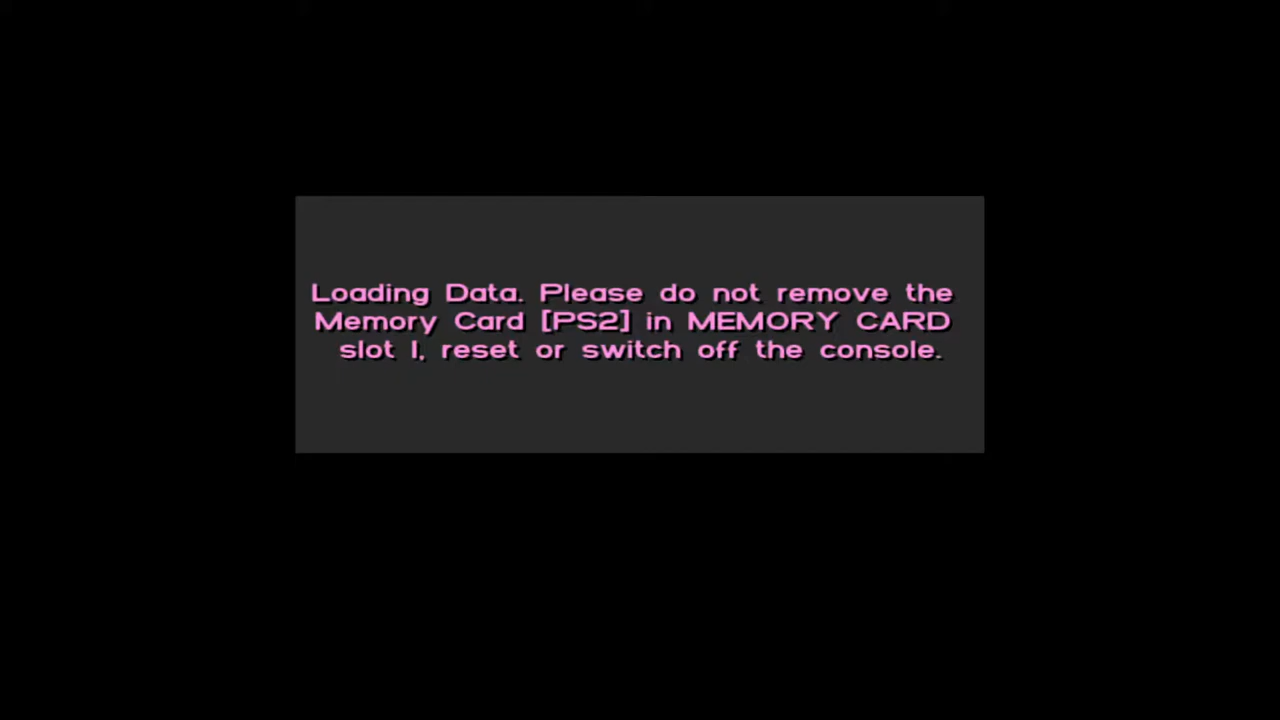 Loading Data. Please do not remove the
Memory Card [PS2] in MEMORY CARD
slot 1, reset or switch off the console.